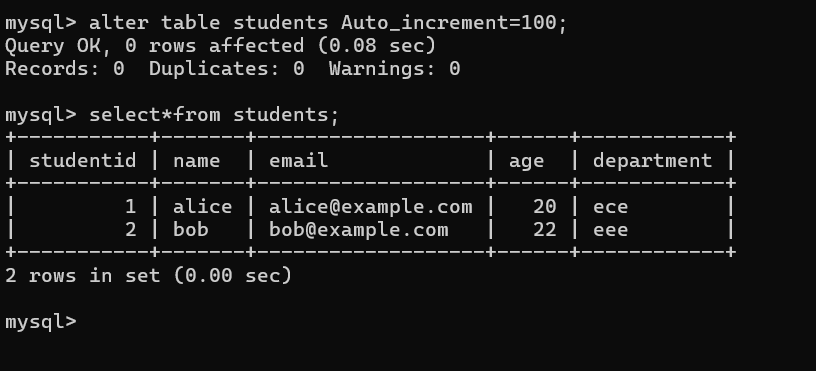 mysql> alter table students Auto_increment=100;
Query OK, 0 rows affected (0.08 sec)
Records: 0  Duplicates: 0  Warnings: 0
mysql> select*from students;
+-----------+-------+-------------------+------+------------+
| studentid | name  | email             | age  | department |
+-----------+-------+-------------------+------+------------+
|         1 | alice | alice@example.com |   20 | ece        |
|         2 | bob   | bob@example.com   |   22 | eee        |
+-----------+-------+-------------------+------+------------+
2 rows in set (0.00 sec)
mysql>